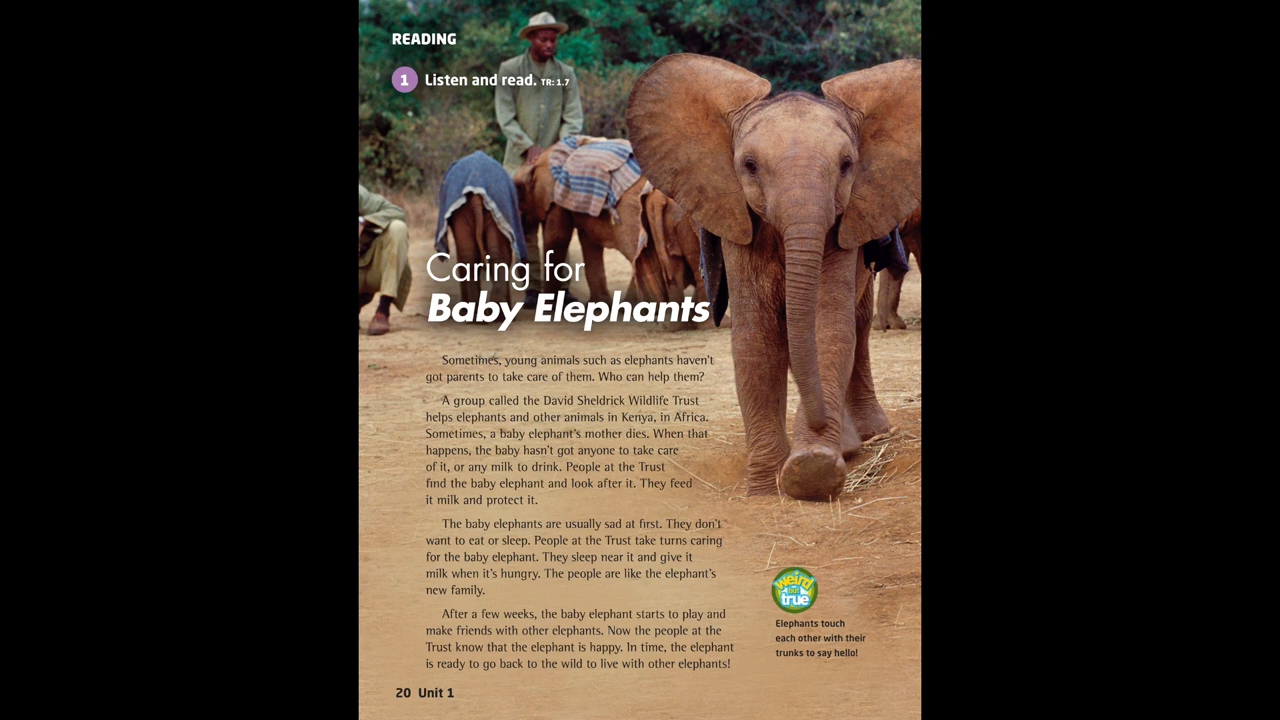 READING
1 Listen and read. TR: 1.7
Caring for
Baby Elephants
Sometimes, young animals such as elephants haven't
got parents to take care of them. Who can help them?
A group called the David Sheldrick Wildlife Trust
helps elephants and other animals in Kenya, in Africa.
Sometimes, a baby elephant's mother dies. When that
happens, the baby hasn't got anyone to take care
of it, or any milk to drink. People at the Trust
find the baby elephant and look after it. They feed
it milk and protect it.
The baby elephants are usually sad at first. They don't
want to eat or sleep. People at the Trust take turns caring
for the baby elephant. They sleep near it and give it
milk when it's hungry. The people are like the elephant's
new family.
After a few weeks, the baby elephant starts to play and
make friends with other elephants. Now the people at the
Trust know that the elephant is happy. In time, the elephant
is ready to go back to the wild to live with other elephants!
weird
but
true
Elephants touch
each other with their
trunks to say hello!
20 Unit 1